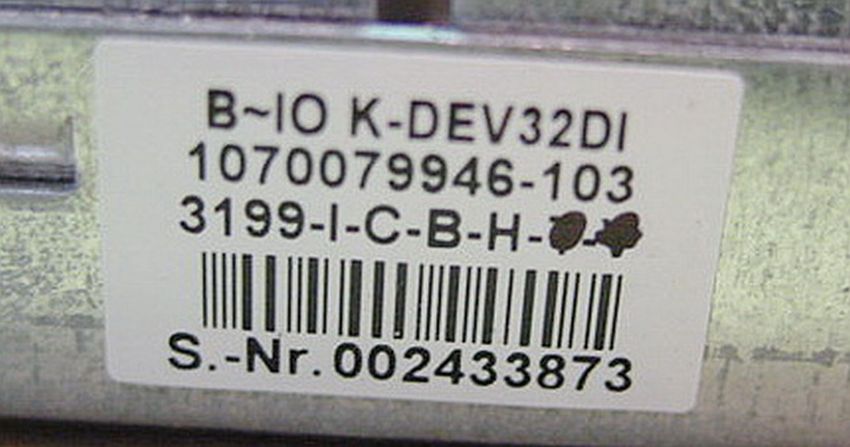 B~IO K-DEV32DI
1070079946-103
3199-I-C-B-H-
S.-Nr. 002433873